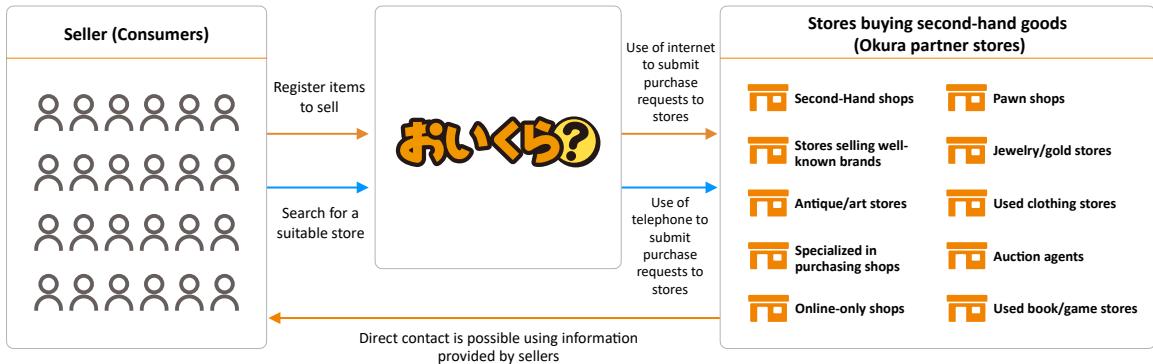 Seller (Consumers)
Register items
to sell
Search for a
suitable store
おいくら?
Use of internet
to submit
purchase
requests to
stores
Use of
telephone to
submit
purchase
requests to
stores
Stores buying second-hand goods
(Okura partner stores)
Second-Hand shops
Pawn shops
Stores selling well-
known brands
Jewelry/gold stores
Antique/art stores
Used clothing stores
Specialized in
purchasing shops
Auction agents
Online-only shops
Used book/game stores
Direct contact is possible using information
provided by sellers